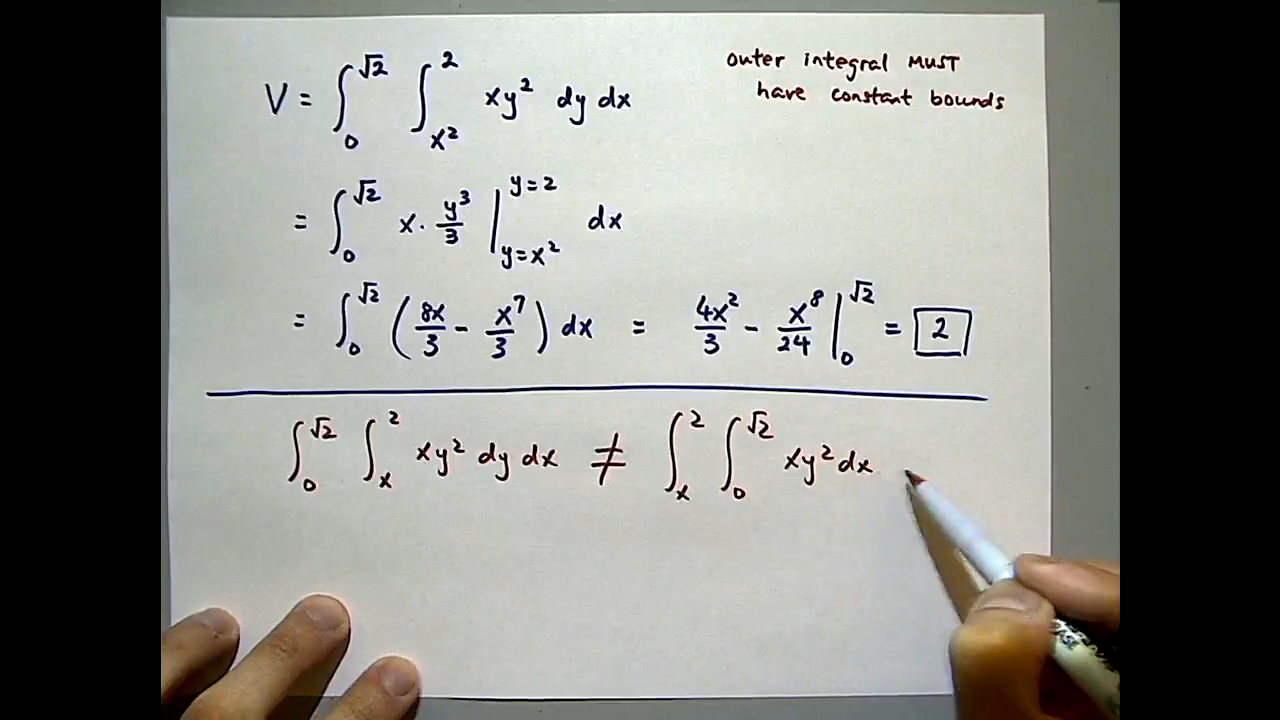 outer integral MUST
have constant bounds
V = ∫₀^√2 ∫_{x²}^2 xy² dy dx
= ∫₀^√2 x · y³/3 |_{y=x²}^{y=2} dx
= ∫₀^√2 (8x/3 − x⁷/3) dx = 4x²/3 − x⁸/24 |₀^√2 = 2
∫₀^√2 ∫ₓ^2 xy² dy dx ≠ ∫ₓ^2 ∫₀^√2 xy² dx